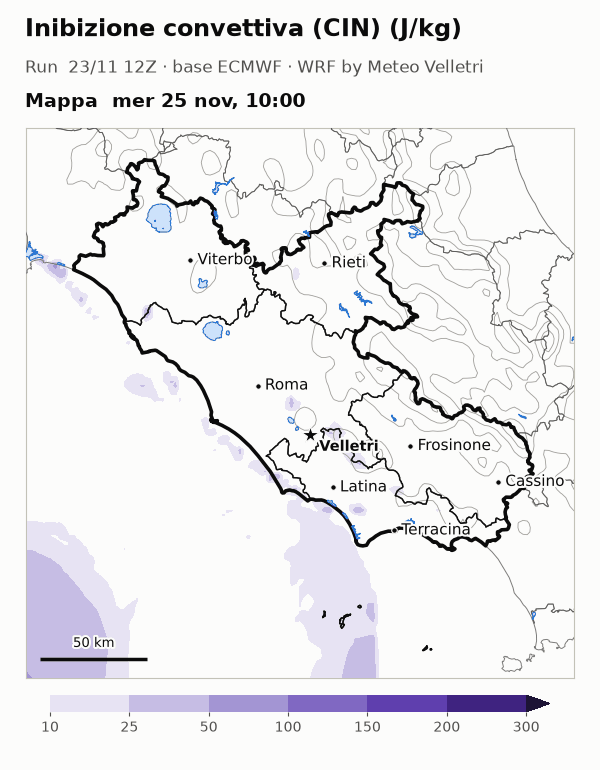 Inibizione convettiva (CIN) (J/kg)
Run  23/11 12Z · base ECMWF · WRF by Meteo Velletri
Mappa  mer 25 nov, 10:00
Viterbo
Rieti
Roma
Velletri
Frosinone
Cassino
Latina
Terracina
50 km
10 25 50 100 150 200 300